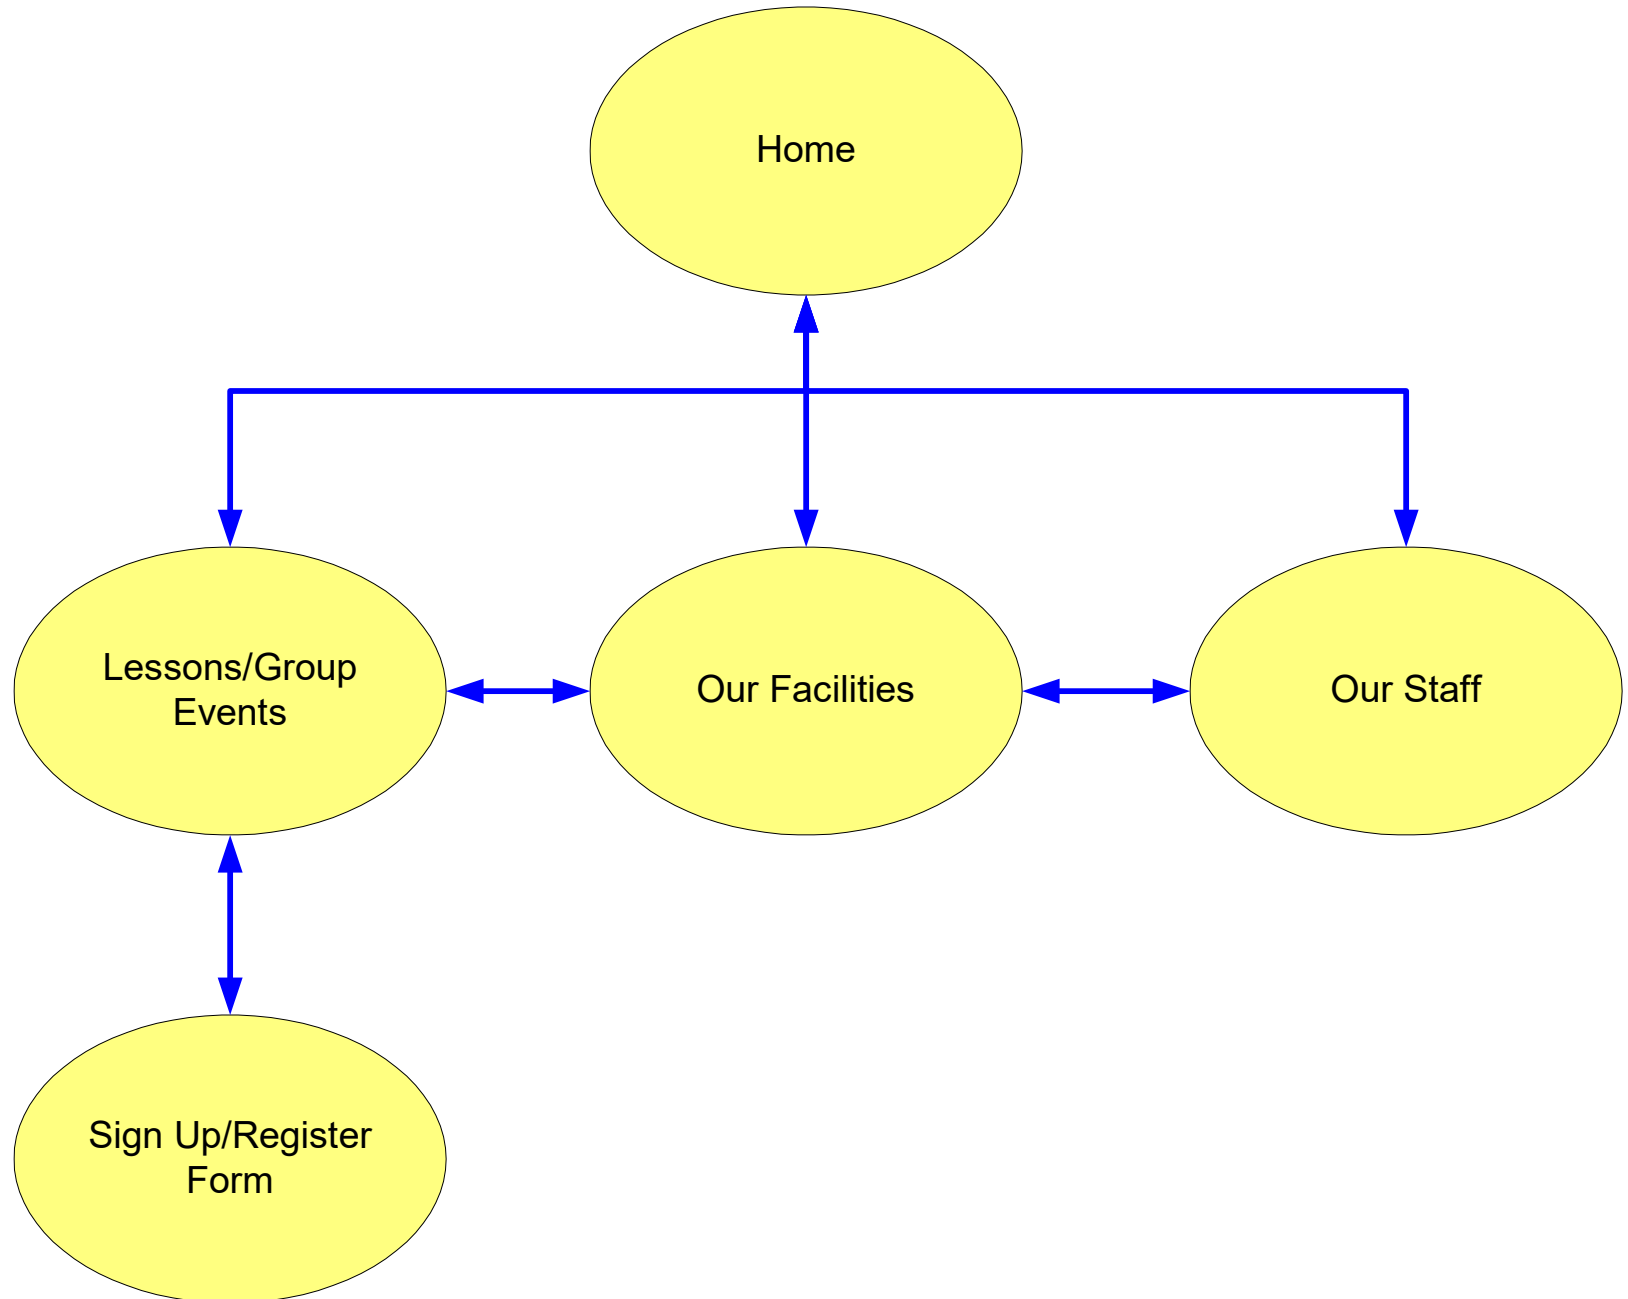 Home
Lessons/Group
Events
Our Facilities
Our Staff
Sign Up/Register
Form